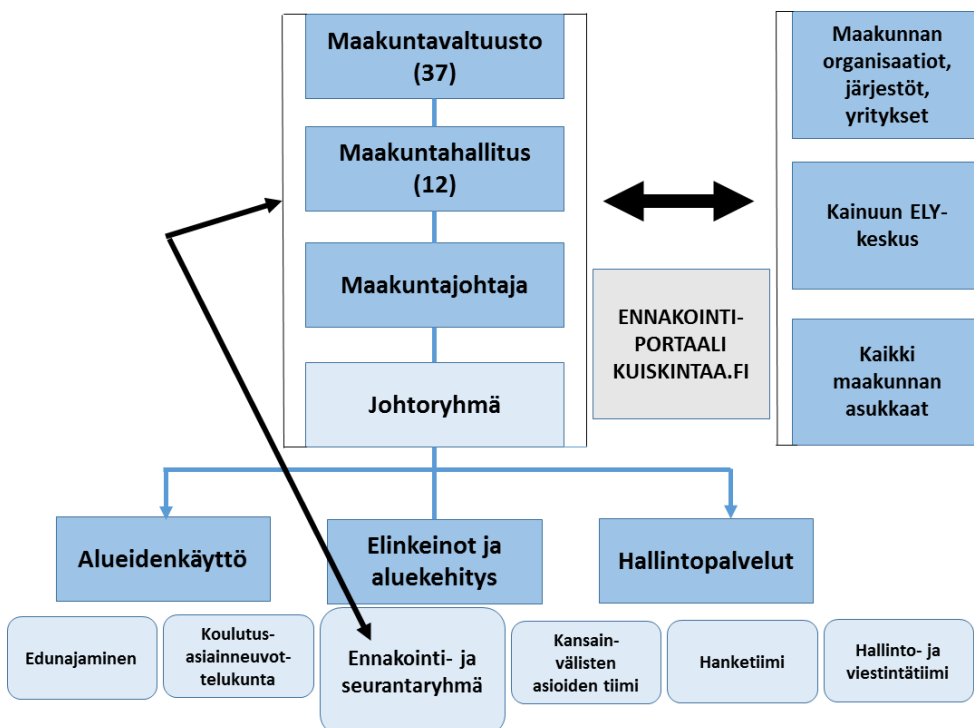 Maakuntavaltuusto
(37)
Maakuntahallitus
(12)
Maakuntajohtaja
Johtoryhmä
ENNAKOINTI-
PORTAALI
KUISKINTAA.FI
Maakunnan
organisaatiot,
järjestöt,
yritykset
Kainuun ELY-
keskus
Kaikki
maakunnan
asukkaat
Alueidenkäyttö
Elinkeinot ja
aluekehitys
Hallintopalvelut
Edunajaminen
Koulutus-
asiainneuvot-
telukunta
Ennakointi- ja
seurantaryhmä
Kansain-
välisten
asioiden tiimi
Hanketiimi
Hallinto- ja
viestintätiimi